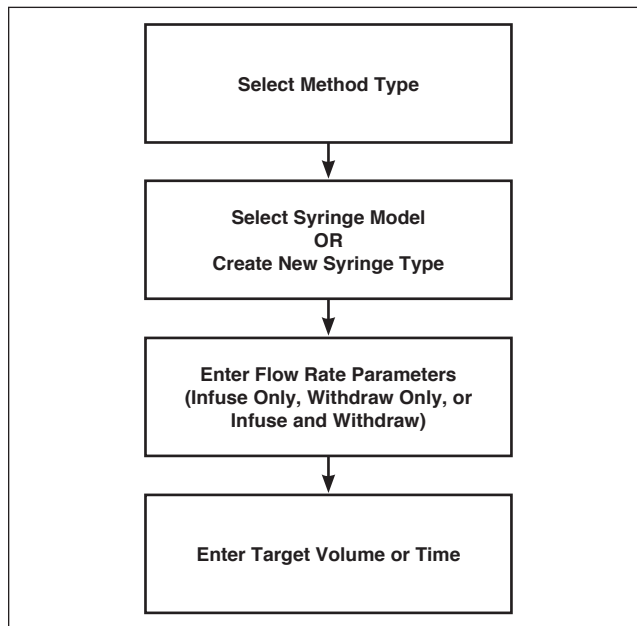 Select Method Type
Select Syringe Model
OR
Create New Syringe Type
Enter Flow Rate Parameters
(Infuse Only, Withdraw Only, or
Infuse and Withdraw)
Enter Target Volume or Time